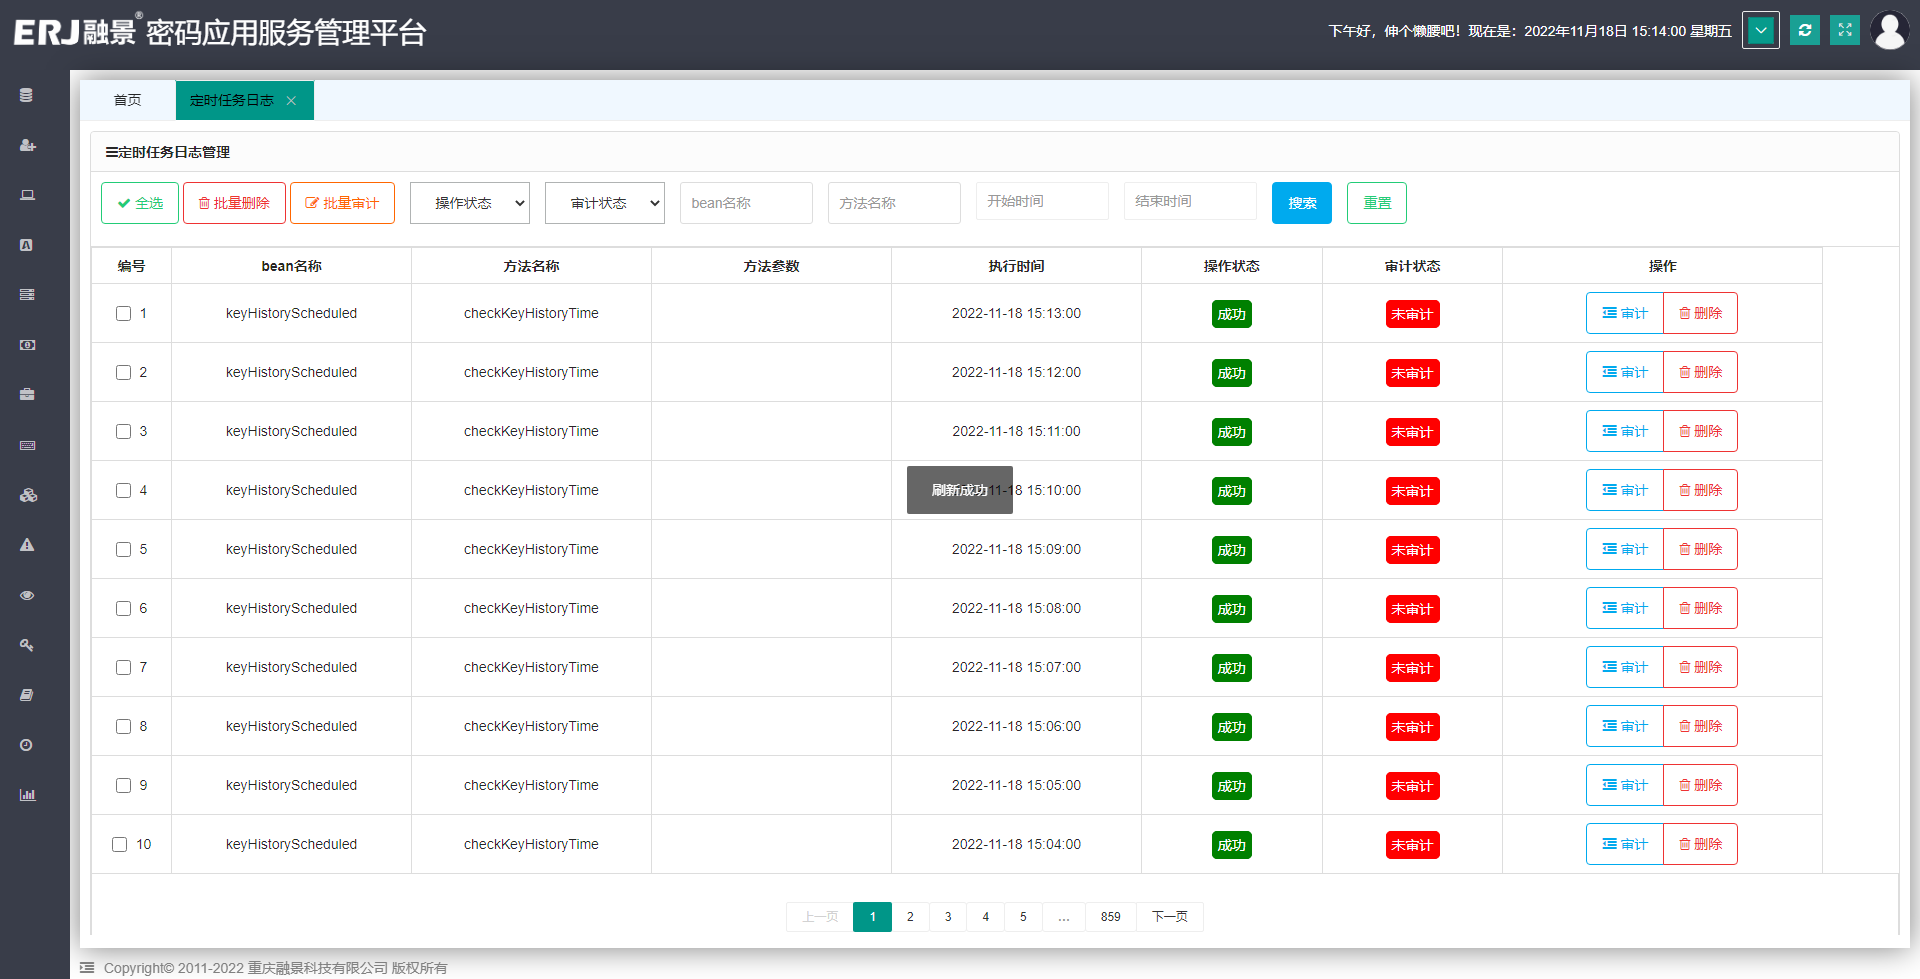 ERJ融景® 密码应用服务管理平台
下午好，伸个懒腰吧！现在是：2022年11月18日 15:14:00 星期五
首页 定时任务日志
定时任务日志管理
全选 批量删除 批量审计 操作状态 审计状态 bean名称 方法名称 开始时间 结束时间 搜索 重置
编号 bean名称 方法名称 方法参数 执行时间 操作状态 审计状态 操作
1 keyHistoryScheduled checkKeyHistoryTime 2022-11-18 15:13:00 成功 未审计 审计 删除
2 keyHistoryScheduled checkKeyHistoryTime 2022-11-18 15:12:00 成功 未审计 审计 删除
3 keyHistoryScheduled checkKeyHistoryTime 2022-11-18 15:11:00 成功 未审计 审计 删除
4 keyHistoryScheduled checkKeyHistoryTime 刷新成功 11-18 15:10:00 成功 未审计 审计 删除
5 keyHistoryScheduled checkKeyHistoryTime 2022-11-18 15:09:00 成功 未审计 审计 删除
6 keyHistoryScheduled checkKeyHistoryTime 2022-11-18 15:08:00 成功 未审计 审计 删除
7 keyHistoryScheduled checkKeyHistoryTime 2022-11-18 15:07:00 成功 未审计 审计 删除
8 keyHistoryScheduled checkKeyHistoryTime 2022-11-18 15:06:00 成功 未审计 审计 删除
9 keyHistoryScheduled checkKeyHistoryTime 2022-11-18 15:05:00 成功 未审计 审计 删除
10 keyHistoryScheduled checkKeyHistoryTime 2022-11-18 15:04:00 成功 未审计 审计 删除
上一页 1 2 3 4 5 … 859 下一页
Copyright© 2011-2022 重庆融景科技有限公司 版权所有